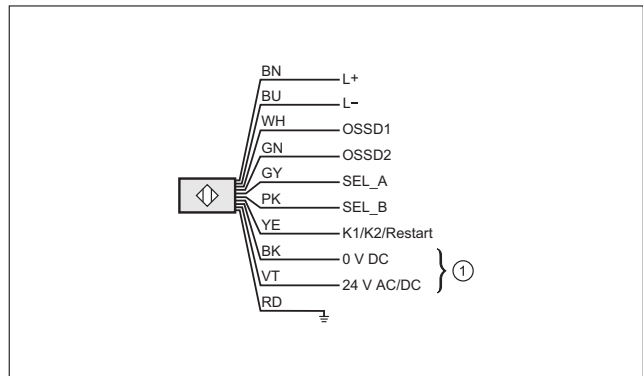 BN L+
BU L–
WH OSSD1
GN OSSD2
GY SEL_A
PK SEL_B
YE K1/K2/Restart
BK 0 V DC
VT 24 V AC/DC
1
RD